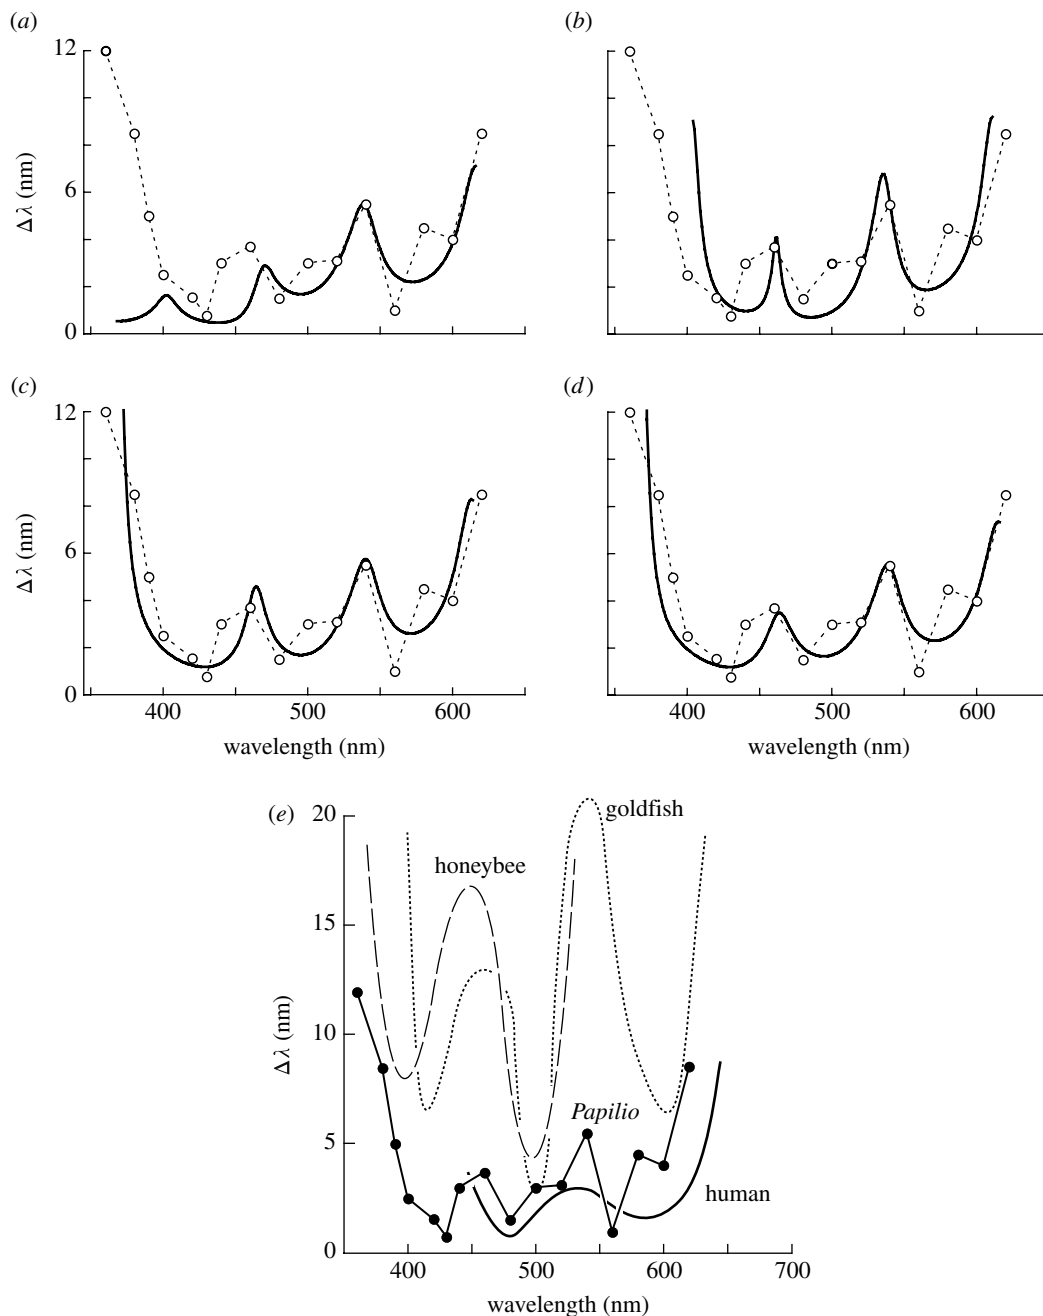 (a)
(b)
12
6
0
Δλ (nm)
(c)
(d)
12
6
0
Δλ (nm)
400 500 600
400 500 600
wavelength (nm)
wavelength (nm)
(e)
20
15
10
5
0
Δλ (nm)
goldfish
honeybee
Papilio
human
400 500 600 700
wavelength (nm)